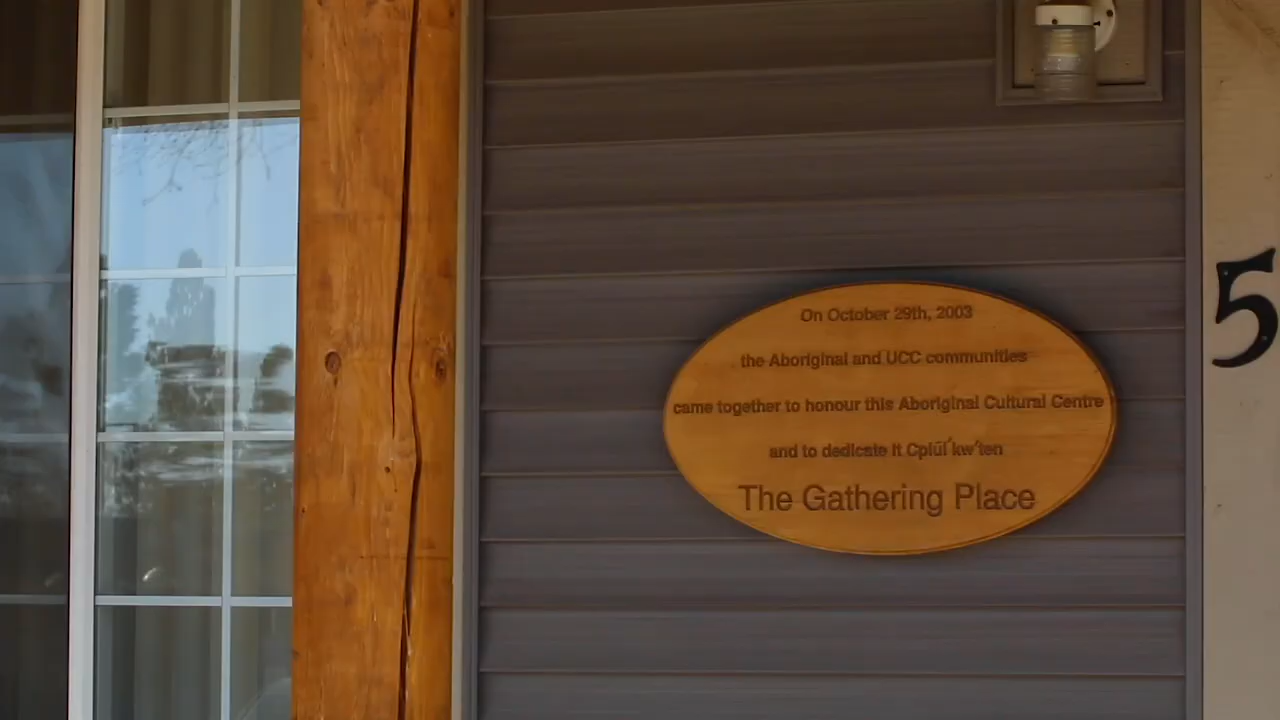 On October 29th, 2003
the Aboriginal and UCC communities
came together to honour this Aboriginal Cultural Centre
and to dedicate it Cplúl̓kw̓ten
The Gathering Place
5